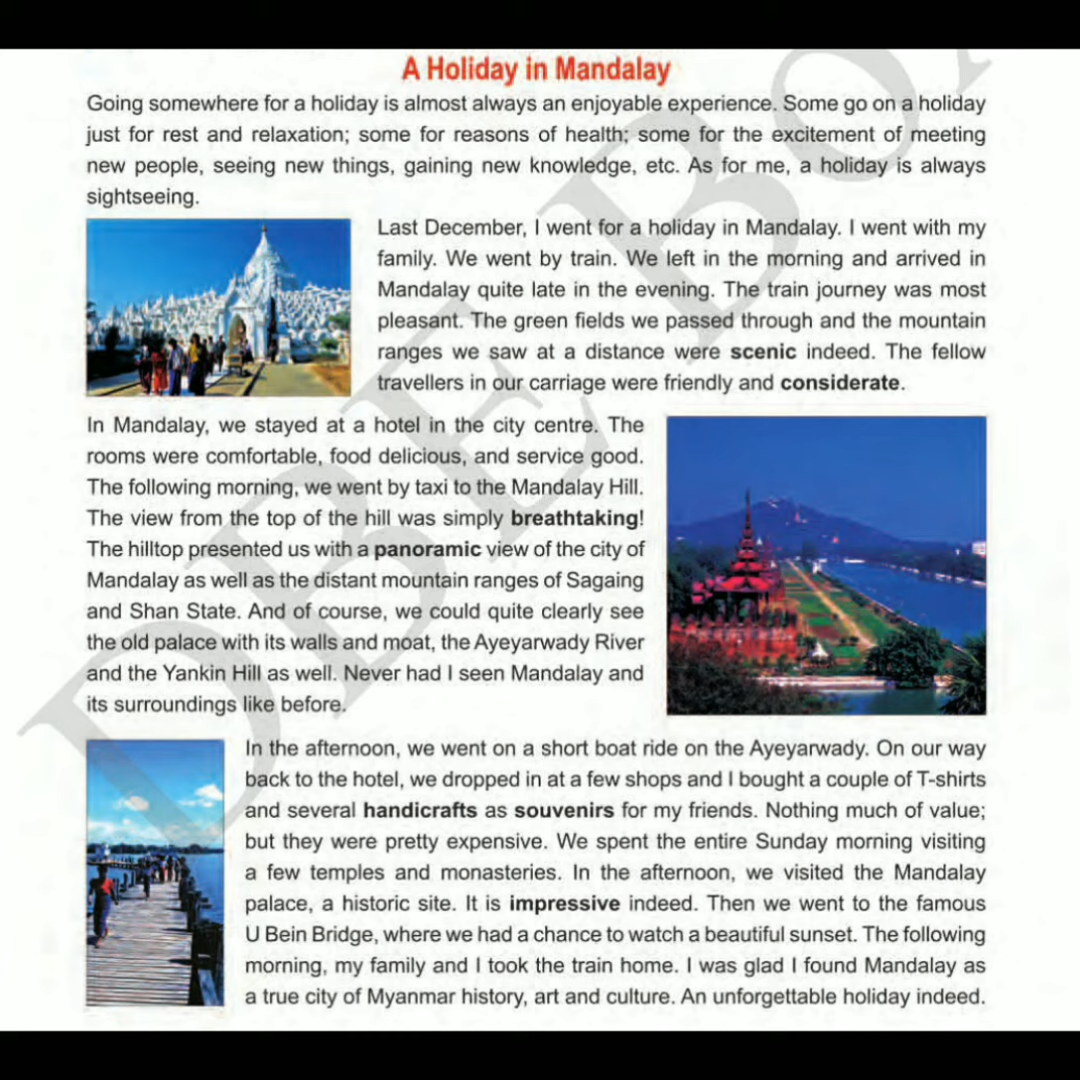 A Holiday in Mandalay
Going somewhere for a holiday is almost always an enjoyable experience. Some go on a holiday
just for rest and relaxation; some for reasons of health; some for the excitement of meeting
new people, seeing new things, gaining new knowledge, etc. As for me, a holiday is always
sightseeing.
Last December, I went for a holiday in Mandalay. I went with my
family. We went by train. We left in the morning and arrived in
Mandalay quite late in the evening. The train journey was most
pleasant. The green fields we passed through and the mountain
ranges we saw at a distance were scenic indeed. The fellow
travellers in our carriage were friendly and considerate.
In Mandalay, we stayed at a hotel in the city centre. The
rooms were comfortable, food delicious, and service good.
The following morning, we went by taxi to the Mandalay Hill.
The view from the top of the hill was simply breathtaking!
The hilltop presented us with a panoramic view of the city of
Mandalay as well as the distant mountain ranges of Sagaing
and Shan State. And of course, we could quite clearly see
the old palace with its walls and moat, the Ayeyarwady River
and the Yankin Hill as well. Never had I seen Mandalay and
its surroundings like before.
In the afternoon, we went on a short boat ride on the Ayeyarwady. On our way
back to the hotel, we dropped in at a few shops and I bought a couple of T-shirts
and several handicrafts as souvenirs for my friends. Nothing much of value;
but they were pretty expensive. We spent the entire Sunday morning visiting
a few temples and monasteries. In the afternoon, we visited the Mandalay
palace, a historic site. It is impressive indeed. Then we went to the famous
U Bein Bridge, where we had a chance to watch a beautiful sunset. The following
morning, my family and I took the train home. I was glad I found Mandalay as
a true city of Myanmar history, art and culture. An unforgettable holiday indeed.
DBE BOX